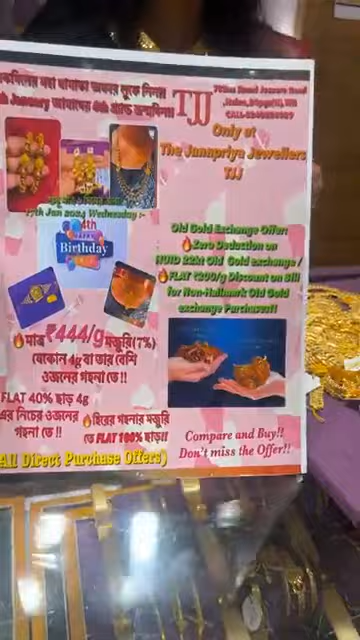 TJJ
Only at
The Janapriya Jewellers
TJJ
17th Jan 2024 Wednesday :-
4th
Birthday
Old Gold Exchange Offer:
🔥Zero Deduction on
HUID 22kt Old Gold exchange /
🔥FLAT ₹200/g Discount on Bill
for Non-Hallmark Old Gold
exchange Purchases!!
🔥মাত্র ₹444/g মজুরি(7%)
যেকোন 4g বা তার বেশি
ওজনের গহনা তে !!
FLAT 40% ছাড় 4g
এর নিচের ওজনের
গহনা তে !!
🔥হিরের গহনার মজুরি
তে FLAT 100% ছাড়!!
All Direct Purchase Offers)
Compare and Buy!!
Don't miss the Offer!!